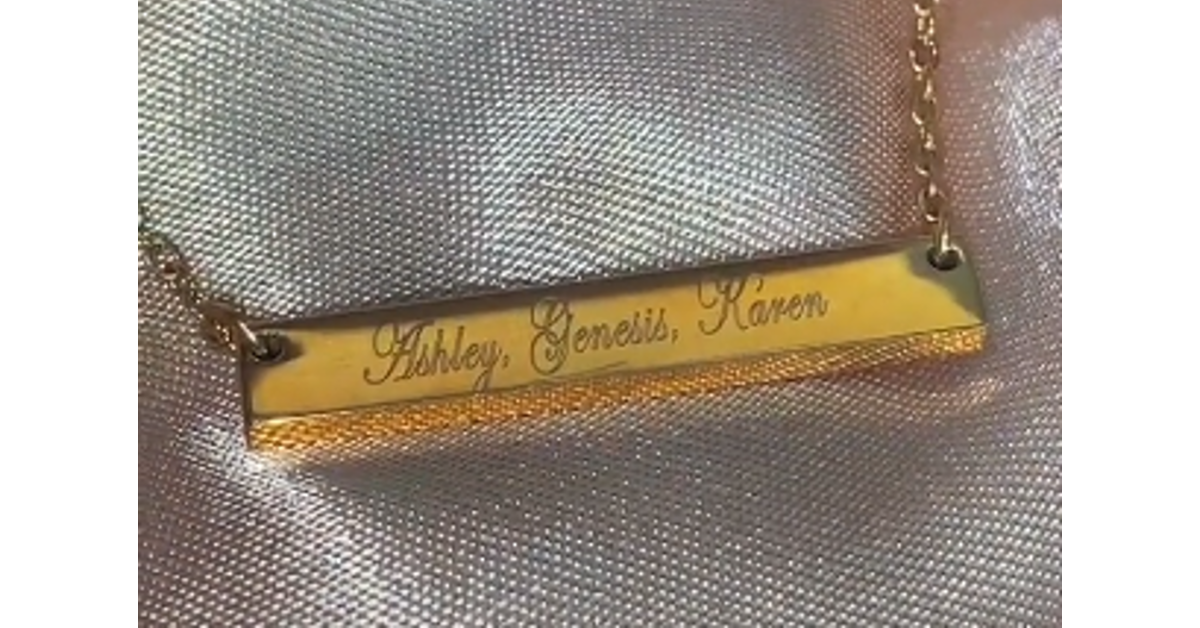 Ashley, Genesis, Karen